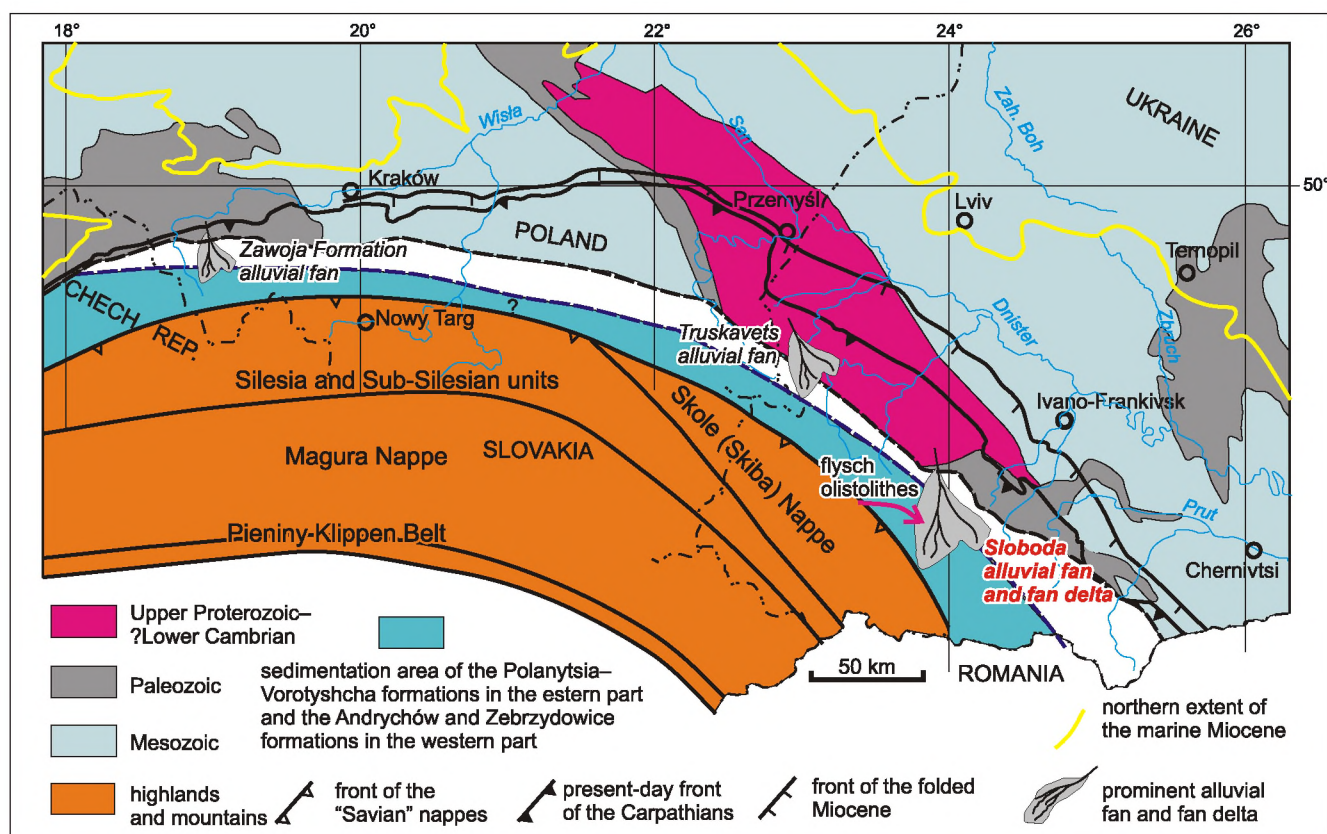 18°
20°
22°
24°
26°
50°
UKRAINE
Zah. Boh
San
Wisła
Kraków
Przemyśl
Lviv
Ternopil
POLAND
Zawoja Formation
alluvial fan
CHECH REP.
Nowy Targ
Truskavets
alluvial fan
Dnister
Zbruch
Ivano-Frankivsk
Silesia and Sub-Silesian units
Skole (Skiba) Nappe
?
Magura Nappe
SLOVAKIA
flysch
olistolithes
Pieniny-Klippen Belt
Prut
Sloboda
alluvial fan
and fan delta
Chernivtsi
50 km
ROMANIA
Upper Proterozoic–
?Lower Cambrian
Paleozoic
Mesozoic
highlands
and mountains
sedimentation area of the Polanytsia–
Vorotyshcha formations in the estern part
and the Andrychów and Zebrzydowice
formations in the western part
northern extent
of the marine Miocene
front of the
“Savian” nappes
present-day front
of the Carpathians
front of the folded
Miocene
prominent alluvial
fan and fan delta